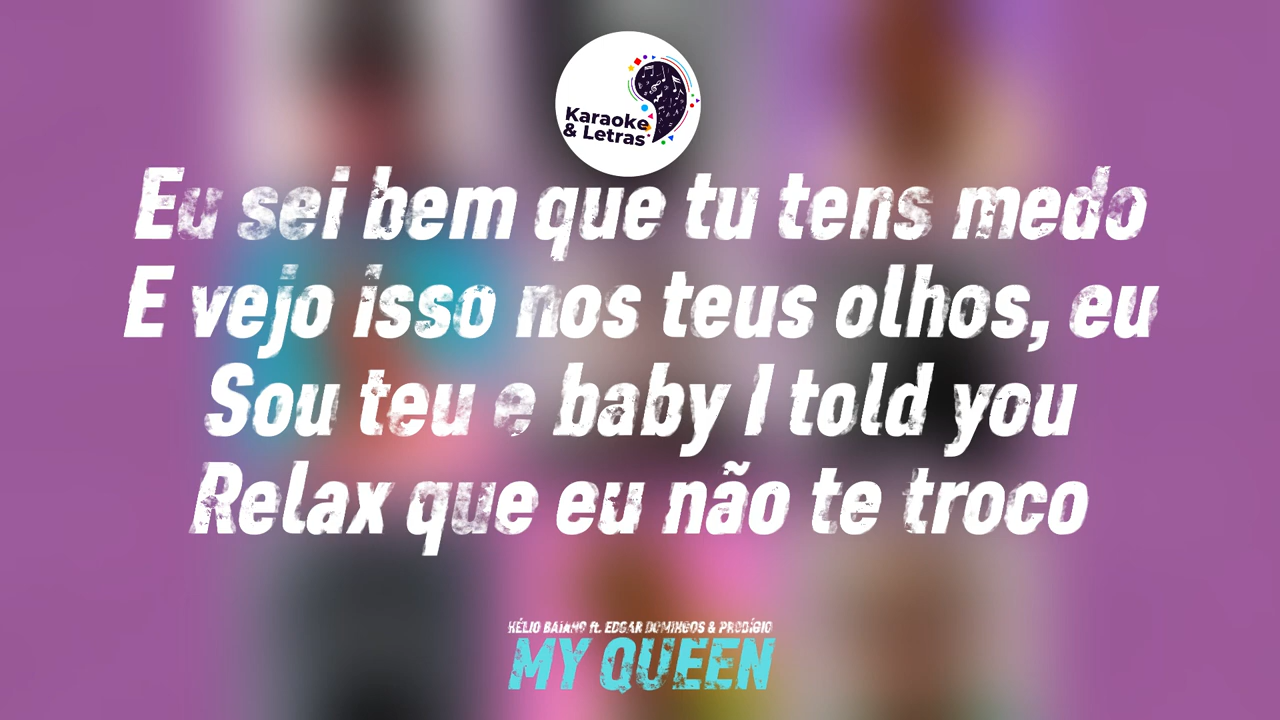 Karaoke
& Letras
Eu sei bem que tu tens medo
E vejo isso nos teus olhos, eu
Sou teu e baby I told you
Relax que eu não te troco
HÉLIO BAIANO ft. EDGAR DOMINGOS & PRODÍGIO
MY QUEEN